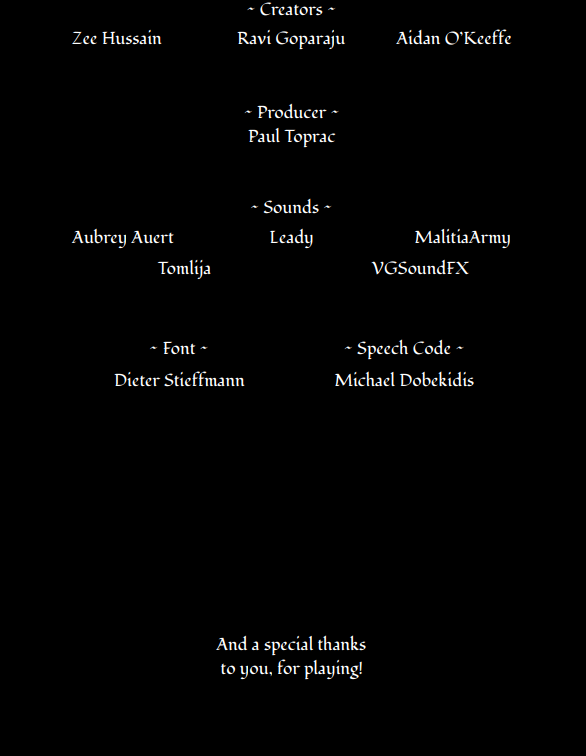 ~ Creators ~
Zee Hussain Ravi Goparaju Aidan O'Keeffe
~ Producer ~
Paul Toprac
~ Sounds ~
Aubrey Auert Leady MalitiaArmy
Tomlija VGSoundFX
~ Font ~ ~ Speech Code ~
Dieter Stieffmann Michael Dobekidis
And a special thanks
to you, for playing!